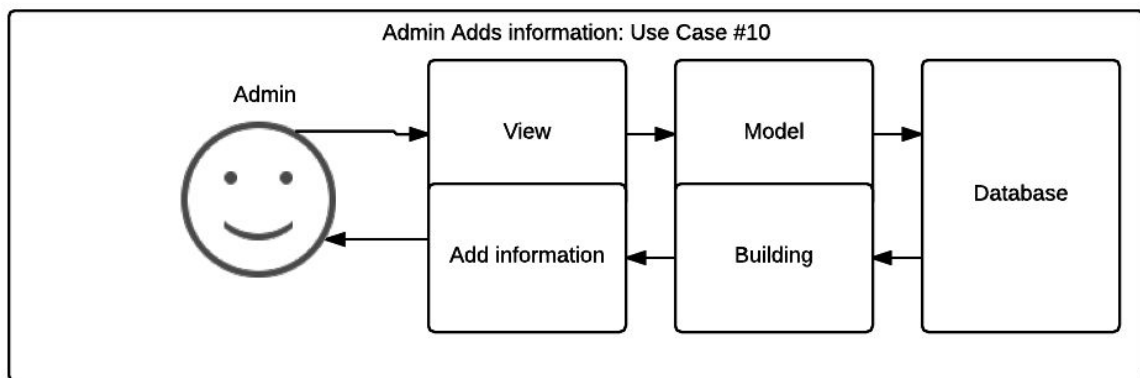 Admin Adds information: Use Case #10
Admin
View
Model
Database
Add information
Building